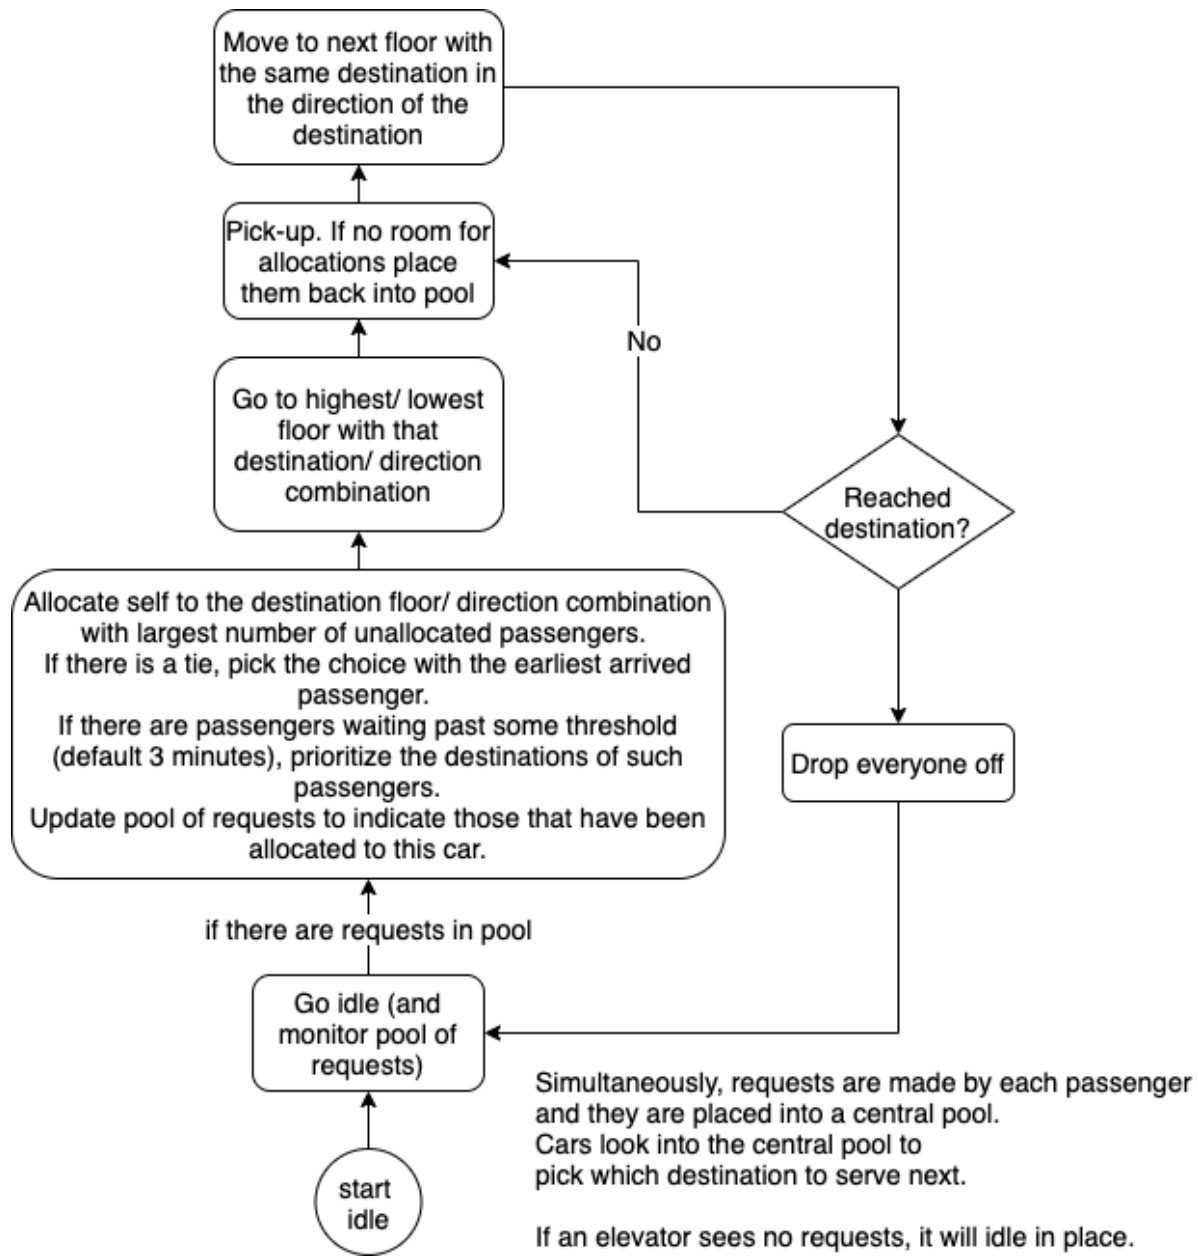 Move to next floor with
the same destination in
the direction of the
destination
Pick-up. If no room for
allocations place
them back into pool
No
Go to highest/ lowest
floor with that
destination/ direction
combination
Reached
destination?
Allocate self to the destination floor/ direction combination
with largest number of unallocated passengers.
If there is a tie, pick the choice with the earliest arrived
passenger.
If there are passengers waiting past some threshold
(default 3 minutes), prioritize the destinations of such
passengers.
Update pool of requests to indicate those that have been
allocated to this car.
Drop everyone off
if there are requests in pool
Go idle (and
monitor pool of
requests)
Simultaneously, requests are made by each passenger
and they are placed into a central pool.
Cars look into the central pool to
pick which destination to serve next.
If an elevator sees no requests, it will idle in place.
start
idle